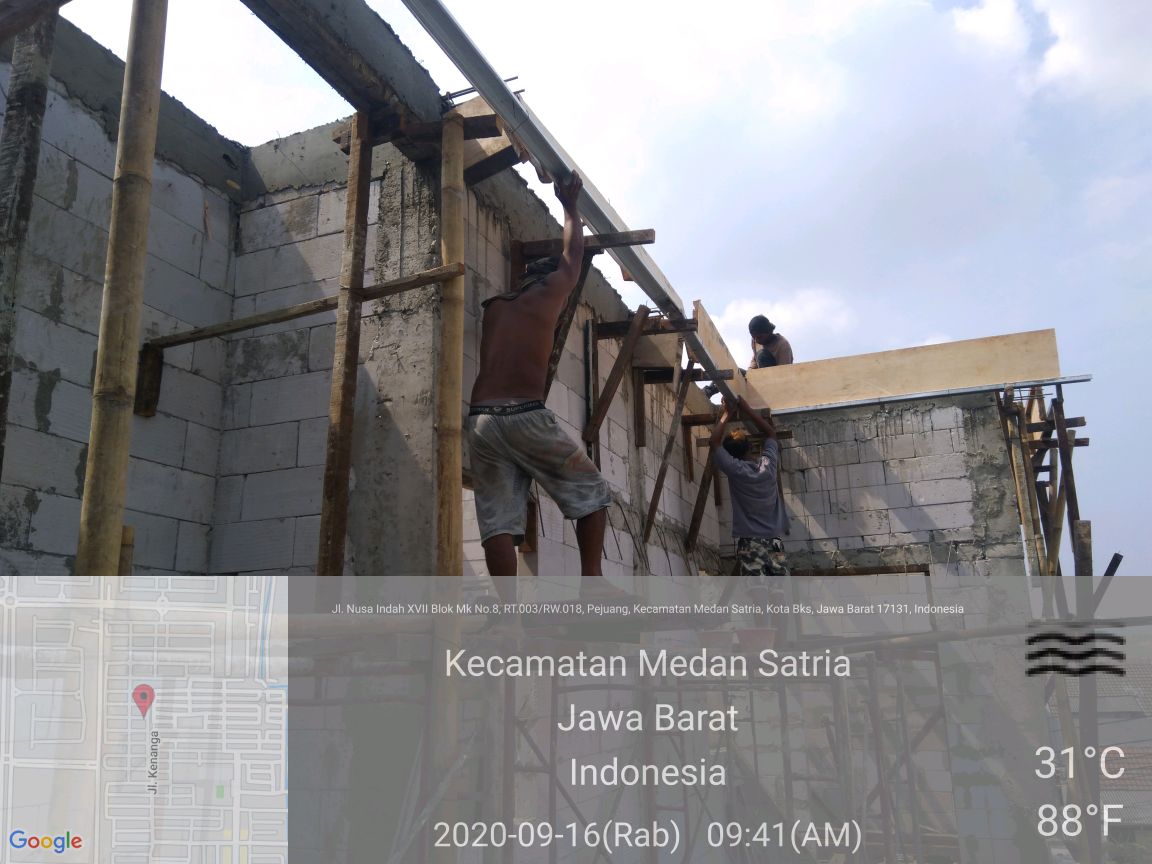 Jl. Nusa Indah XVII Blok Mk No.8, RT.003/RW.018, Pejuang, Kecamatan Medan Satria, Kota Bks, Jawa Barat 17131, Indonesia
Kecamatan Medan Satria
Jawa Barat
Indonesia
2020-09-16(Rab) 09:41(AM)
31°C
88°F
Jl. Kenanga
Google